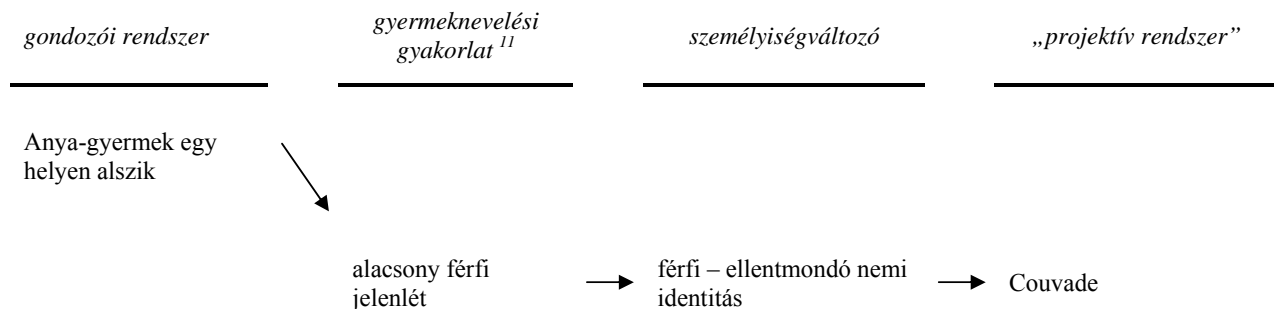 gondozói rendszer
gyermeknevelési
gyakorlat 11
személyiségváltozó
„projektív rendszer”
Anya-gyermek egy
helyen alszik
alacsony férfi
jelenlét
férfi – ellentmondó nemi
identitás
Couvade